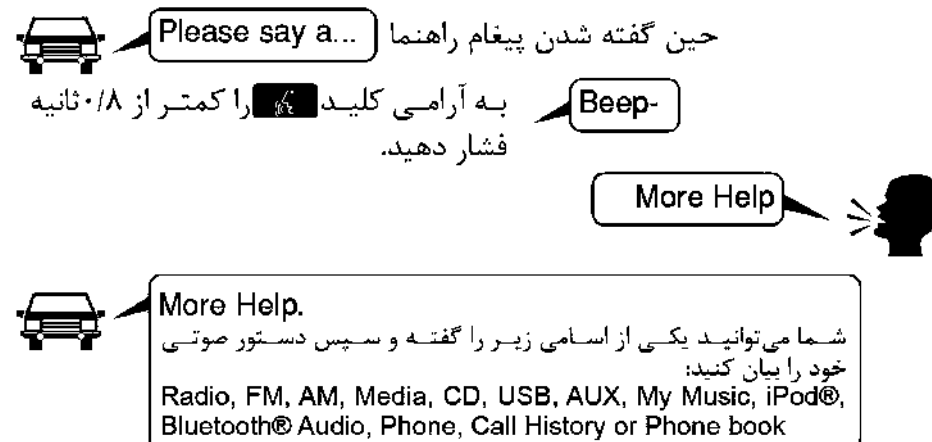 Please say a... حین گفته شدن پیغام راهنما
به آرامی کلید را کمتر از ۰/۸ ثانیه Beep-
فشار دهید.
More Help
More Help.
شما می‌توانید یکی از اسامی زیر را گفته و سپس دستور صوتی
خود را بیان کنید:
Radio, FM, AM, Media, CD, USB, AUX, My Music, iPod®,
Bluetooth® Audio, Phone, Call History or Phone book